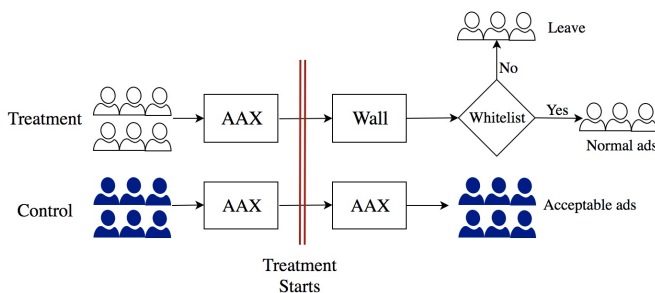 Leave
No
Treatment
AAX
Wall
Whitelist
Yes
Normal ads
Control
AAX
AAX
Acceptable ads
Treatment
Starts